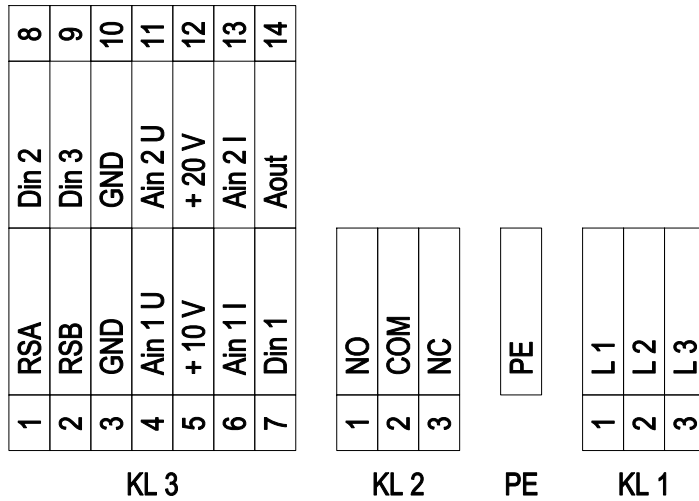 8 9 10 11 12 13 14
Din 2 Din 3 GND Ain 2 U + 20 V Ain 2 I Aout
RSA RSB GND Ain 1 U + 10 V Ain 1 I Din 1
1 2 3 4 5 6 7
KL 3
NO COM NC
1 2 3
KL 2
PE
PE
L 1 L 2 L 3
1 2 3
KL 1